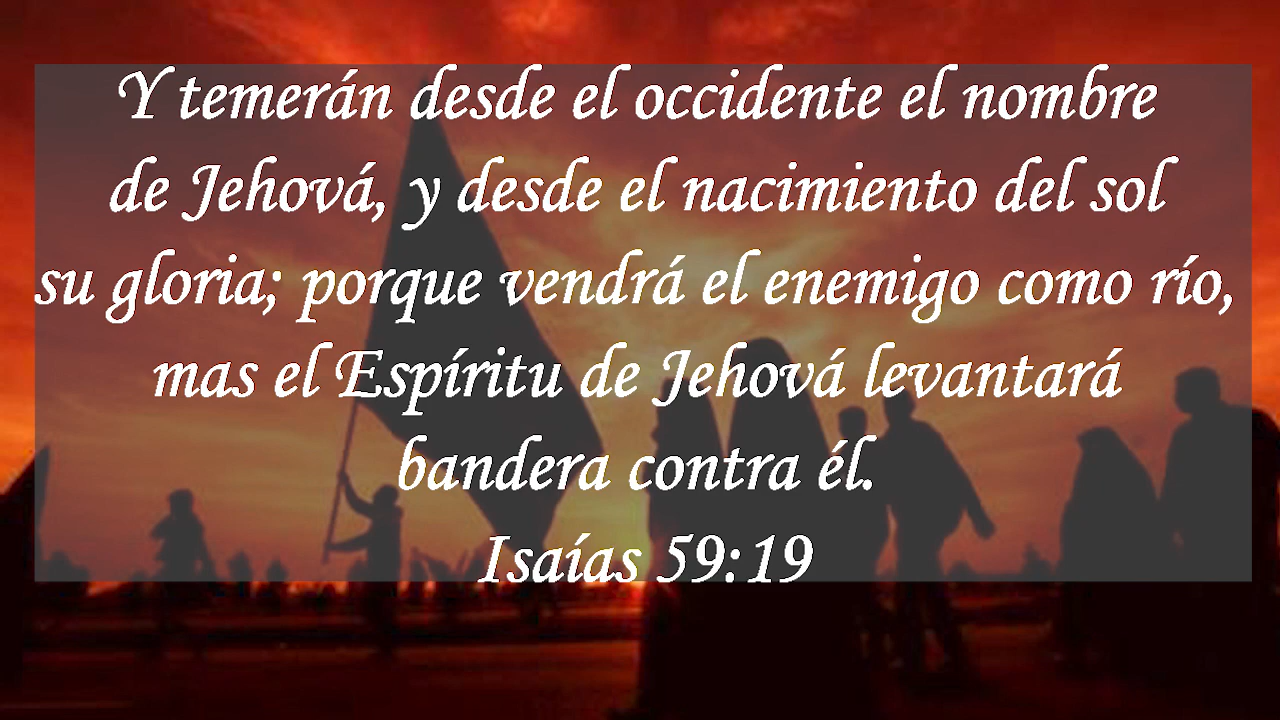 Y temerán desde el occidente el nombre
de Jehová, y desde el nacimiento del sol
su gloria; porque vendrá el enemigo como río,
mas el Espíritu de Jehová levantará
bandera contra él.
Isaías 59:19